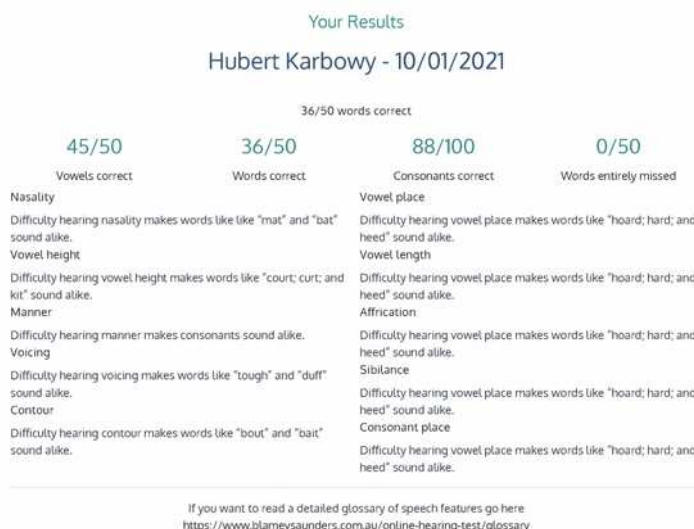 Your Results
Hubert Karbowy - 10/01/2021
36/50 words correct
45/50
Vowels correct
36/50
Words correct
88/100
Consonants correct
0/50
Words entirely missed
Nasality
Difficulty hearing nasality makes words like like "mat" and "bat"
sound alike.
Vowel height
Difficulty hearing vowel height makes words like "court; curt; and
kit" sound alike.
Manner
Difficulty hearing manner makes consonants sound alike.
Voicing
Difficulty hearing voicing makes words like "tough" and "duff"
sound alike.
Contour
Difficulty hearing contour makes words like "bout" and "bait"
sound alike.
Vowel place
Difficulty hearing vowel place makes words like "hoard; hard; and
heed" sound alike.
Vowel length
Difficulty hearing vowel place makes words like "hoard; hard; and
heed" sound alike.
Affrication
Difficulty hearing vowel place makes words like "hoard; hard; and
heed" sound alike.
Sibilance
Difficulty hearing vowel place makes words like "hoard; hard; and
heed" sound alike.
Consonant place
Difficulty hearing vowel place makes words like "hoard; hard; and
heed" sound alike.
If you want to read a detailed glossary of speech features go here
https://www.blameysaunders.com.au/online-hearing-test/glossary